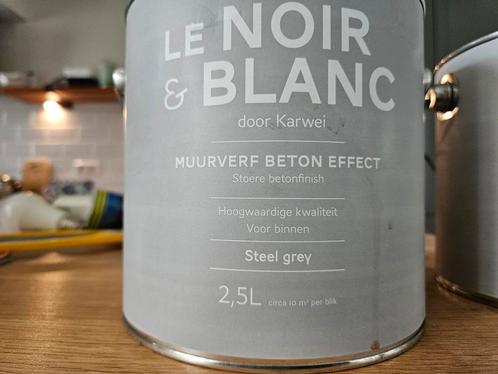 LE NOIR
& BLANC
door Karwei
MUURVERF BETON EFFECT
Stoere betonfinish
Hoogwaardige kwaliteit
Voor binnen
Steel grey
2,5L circa 10 m² per blik